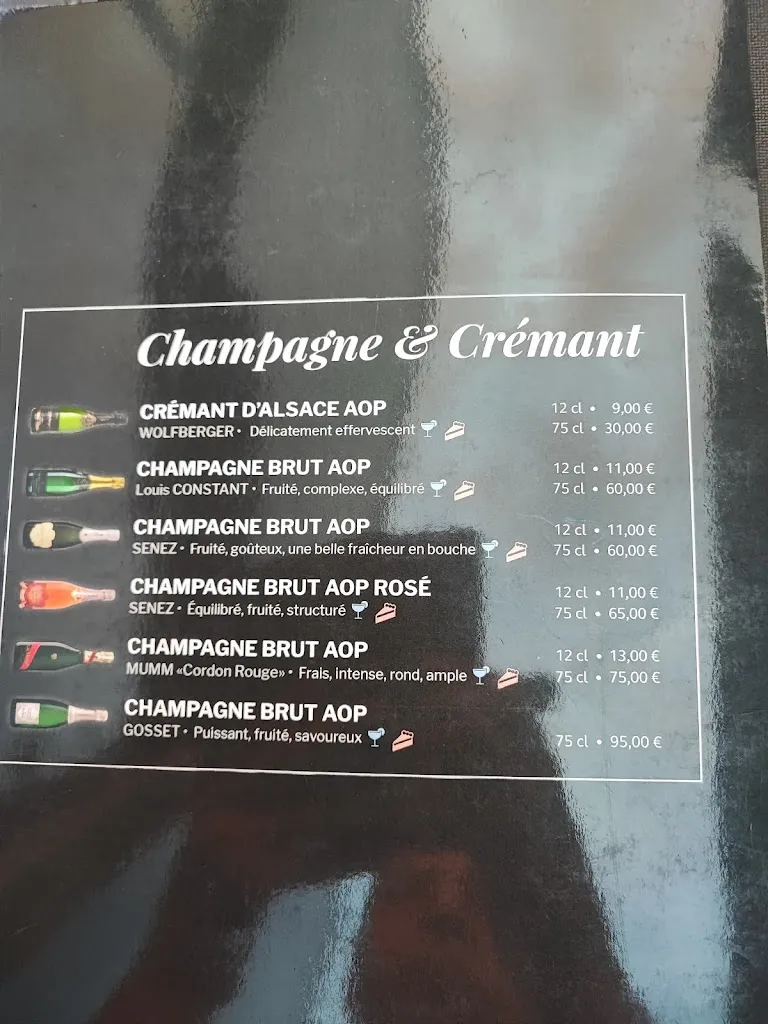 Champagne & Crémant
CRÉMANT D'ALSACE AOP 12 cl • 9,00 €
WOLFBERGER • Délicatement effervescent 75 cl • 30,00 €
CHAMPAGNE BRUT AOP 12 cl • 11,00 €
Louis CONSTANT • Fruité, complexe, équilibré 75 cl • 60,00 €
CHAMPAGNE BRUT AOP 12 cl • 11,00 €
SENEZ • Fruité, goûteux, une belle fraîcheur en bouche 75 cl • 60,00 €
CHAMPAGNE BRUT AOP ROSÉ 12 cl • 11,00 €
SENEZ • Équilibré, fruité, structuré 75 cl • 65,00 €
CHAMPAGNE BRUT AOP 12 cl • 13,00 €
MUMM «Cordon Rouge» • Frais, intense, rond, ample 75 cl • 75,00 €
CHAMPAGNE BRUT AOP
GOSSET • Puissant, fruité, savoureux 75 cl • 95,00 €